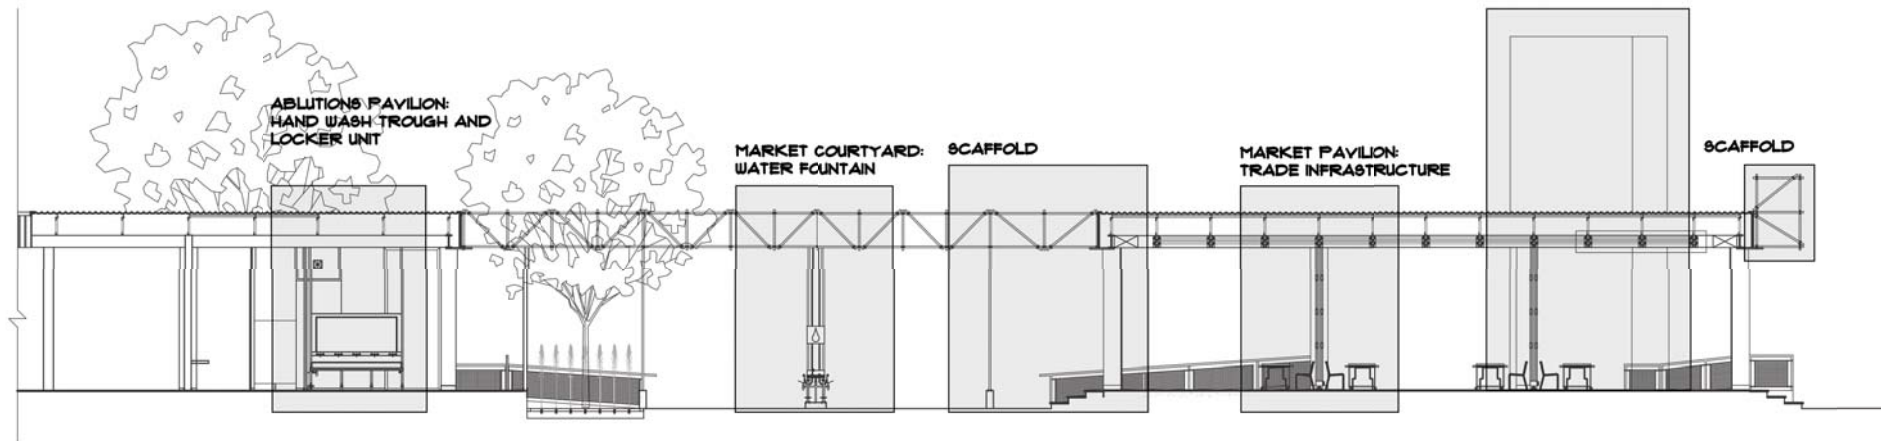 ABLUTIONS PAVILION:
HAND WASH TROUGH AND
LOCKER UNIT
MARKET COURTYARD:
WATER FOUNTAIN
SCAFFOLD
MARKET PAVILION:
TRADE INFRASTRUCTURE
SCAFFOLD